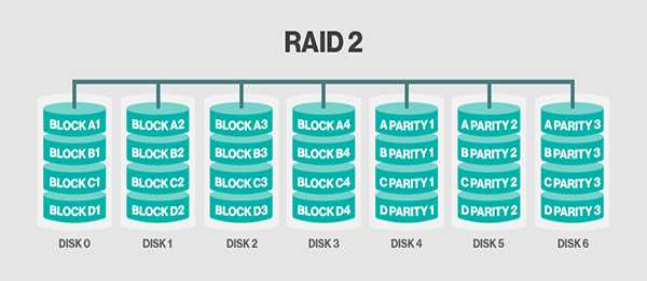 RAID 2
BLOCK A1 BLOCK A2 BLOCK A3 BLOCK A4 A PARITY 1 A PARITY 2 A PARITY 3
BLOCK B1 BLOCK B2 BLOCK B3 BLOCK B4 B PARITY 1 B PARITY 2 B PARITY 3
BLOCK C1 BLOCK C2 BLOCK C3 BLOCK C4 C PARITY 1 C PARITY 2 C PARITY 3
BLOCK D1 BLOCK D2 BLOCK D3 BLOCK D4 D PARITY 1 D PARITY 2 D PARITY 3
DISK 0 DISK 1 DISK 2 DISK 3 DISK 4 DISK 5 DISK 6